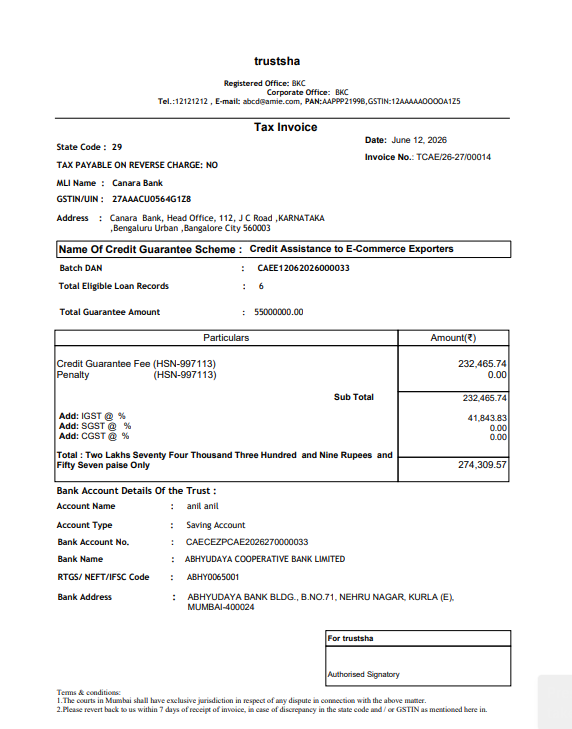 trustsha
Registered Office: BKC
Corporate Office: BKC
Tel.:12121212 , E-mail: abcd@amie.com, PAN:AAPPP2199B,GSTIN:12AAAAAOOOOA1Z5
Tax Invoice
Date: June 12, 2026
State Code : 29
Invoice No.: TCAE/26-27/00014
TAX PAYABLE ON REVERSE CHARGE: NO
MLI Name : Canara Bank
GSTIN/UIN : 27AAACU0564G1Z8
Address : Canara Bank, Head Office, 112, J C Road ,KARNATAKA
,Bengaluru Urban ,Bangalore City 560003
Name Of Credit Guarantee Scheme : Credit Assistance to E-Commerce Exporters
Batch DAN : CAEE12062026000033
Total Eligible Loan Records : 6
Total Guarantee Amount : 55000000.00
Particulars Amount(₹)
Credit Guarantee Fee (HSN-997113) 232,465.74
Penalty (HSN-997113) 0.00
Sub Total 232,465.74
Add: IGST @ % 41,843.83
Add: SGST @ % 0.00
Add: CGST @ % 0.00
Total : Two Lakhs Seventy Four Thousand Three Hundred and Nine Rupees and
Fifty Seven paise Only 274,309.57
Bank Account Details Of the Trust :
Account Name : anil anil
Account Type : Saving Account
Bank Account No. : CAECEZPCAE2026270000033
Bank Name : ABHYUDAYA COOPERATIVE BANK LIMITED
RTGS/ NEFT/IFSC Code : ABHY0065001
Bank Address : ABHYUDAYA BANK BLDG., B.NO.71, NEHRU NAGAR, KURLA (E),
MUMBAI-400024
For trustsha
Authorised Signatory
Terms & conditions:
1.The courts in Mumbai shall have exclusive jurisdiction in respect of any dispute in connection with the above matter.
2.Please revert back to us within 7 days of receipt of invoice, in case of discrepancy in the state code and / or GSTIN as mentioned here in.